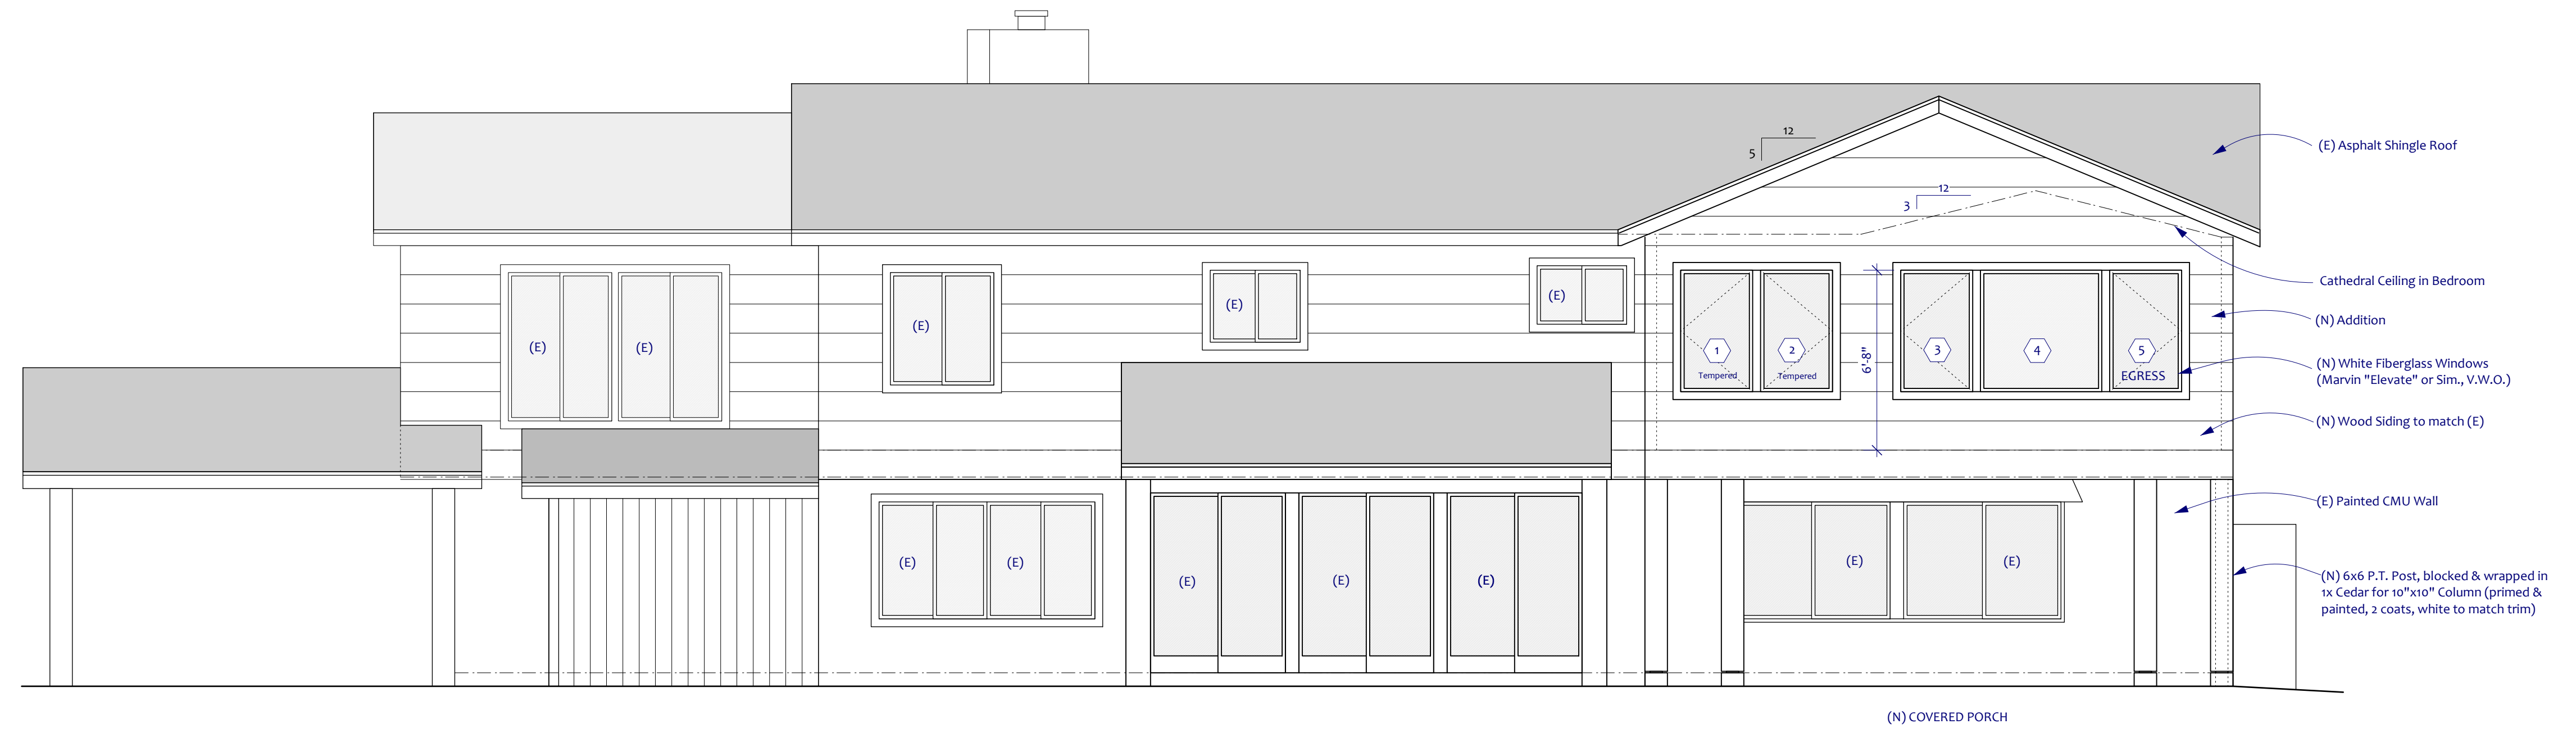 12
5
(E) Asphalt Shingle Roof
12
3
Cathedral Ceiling in Bedroom
(E)
(E)
(E)
(N) Addition
(E)
(E)
(E)
1
2
3
4
5
6'-8"
Tempered
Tempered
EGRESS
(N) White Fiberglass Windows
(Marvin "Elevate" or Sim., V.W.O.)
(N) Wood Siding to match (E)
(E) Painted CMU Wall
(E)
(E)
(E)
(E)
(E)
(E)
(E)
(N) 6x6 P.T. Post, blocked & wrapped in
1x Cedar for 10"x10" Column (primed &
painted, 2 coats, white to match trim)
(N) COVERED PORCH